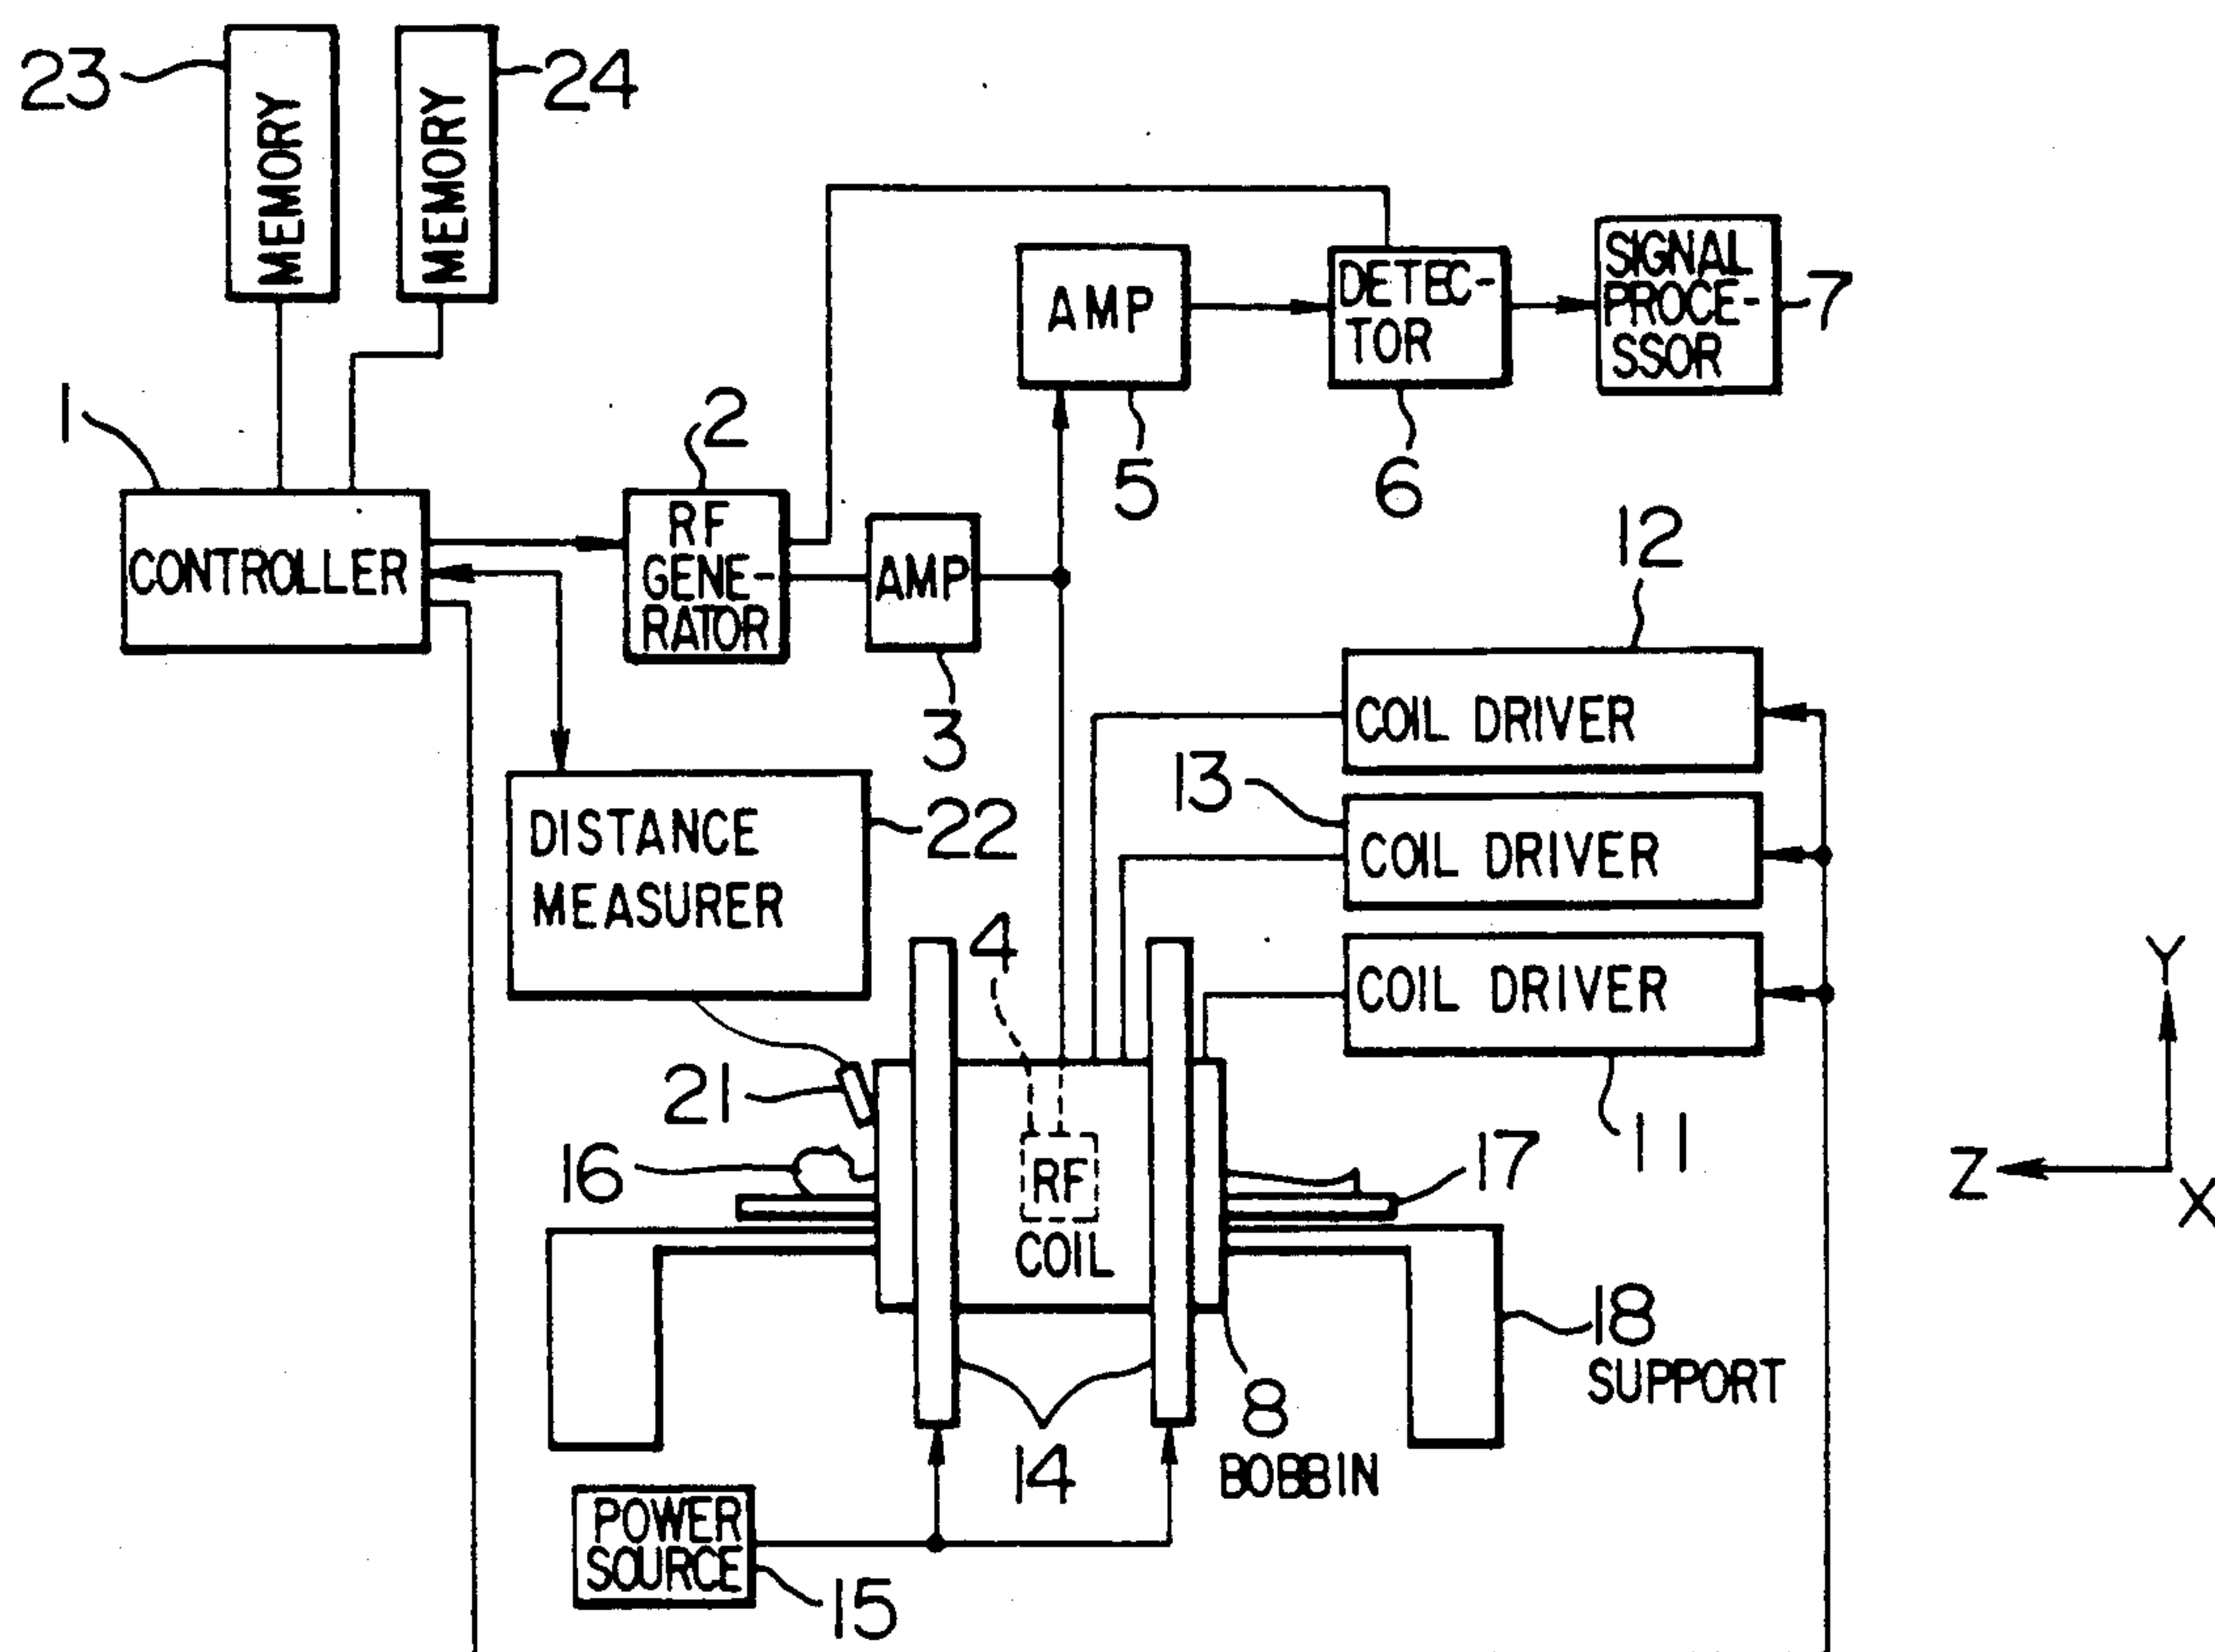 23
MEMORY
MEMORY
24
1
CONTROLLER
2
RF
GENE-
RATOR
AMP
3
AMP
5
DETEC-
TOR
6
SIGNAL
PROCE-
SSOR
7
12
COIL DRIVER
13
COIL DRIVER
COIL DRIVER
11
DISTANCE
MEASURER
22
4
21
16
RF
COIL
17
18
SUPPORT
8
BOBBIN
14
POWER
SOURCE
15
Y
Z
X